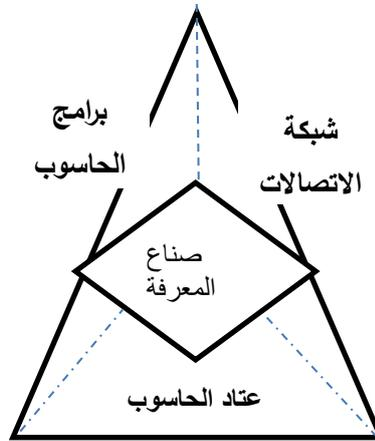 برامج
الحاسوب
شبكة
الاتصالات
صناع
المعرفة
عتاد الحاسوب